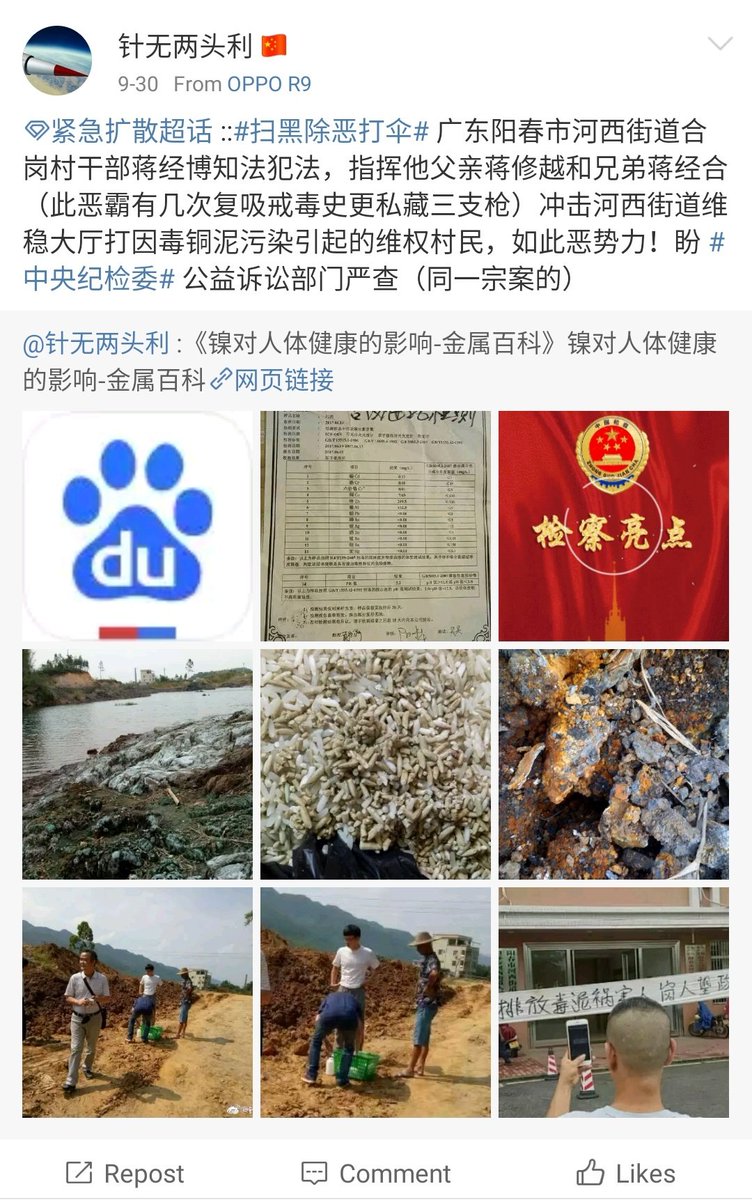 针无两头利
9-30 From OPPO R9
紧急扩散超话 ::#扫黑除恶打伞# 广东阳春市河西街道合
岗村干部蒋经博知法犯法，指挥他父亲蒋修越和兄弟蒋经合
（此恶霸有几次复吸戒毒史更私藏三支枪）冲击河西街道维
稳大厅打因毒铜泥污染引起的维权村民，如此恶势力！盼 #
中央纪检委# 公益诉讼部门严查（同一宗案的）
@针无两头利 :《镍对人体健康的影响-金属百科》镍对人体健康
的影响-金属百科 网页链接
du
中国检察
检察亮点
排放毒泥祸害！岗人望政
Repost
Comment
Likes